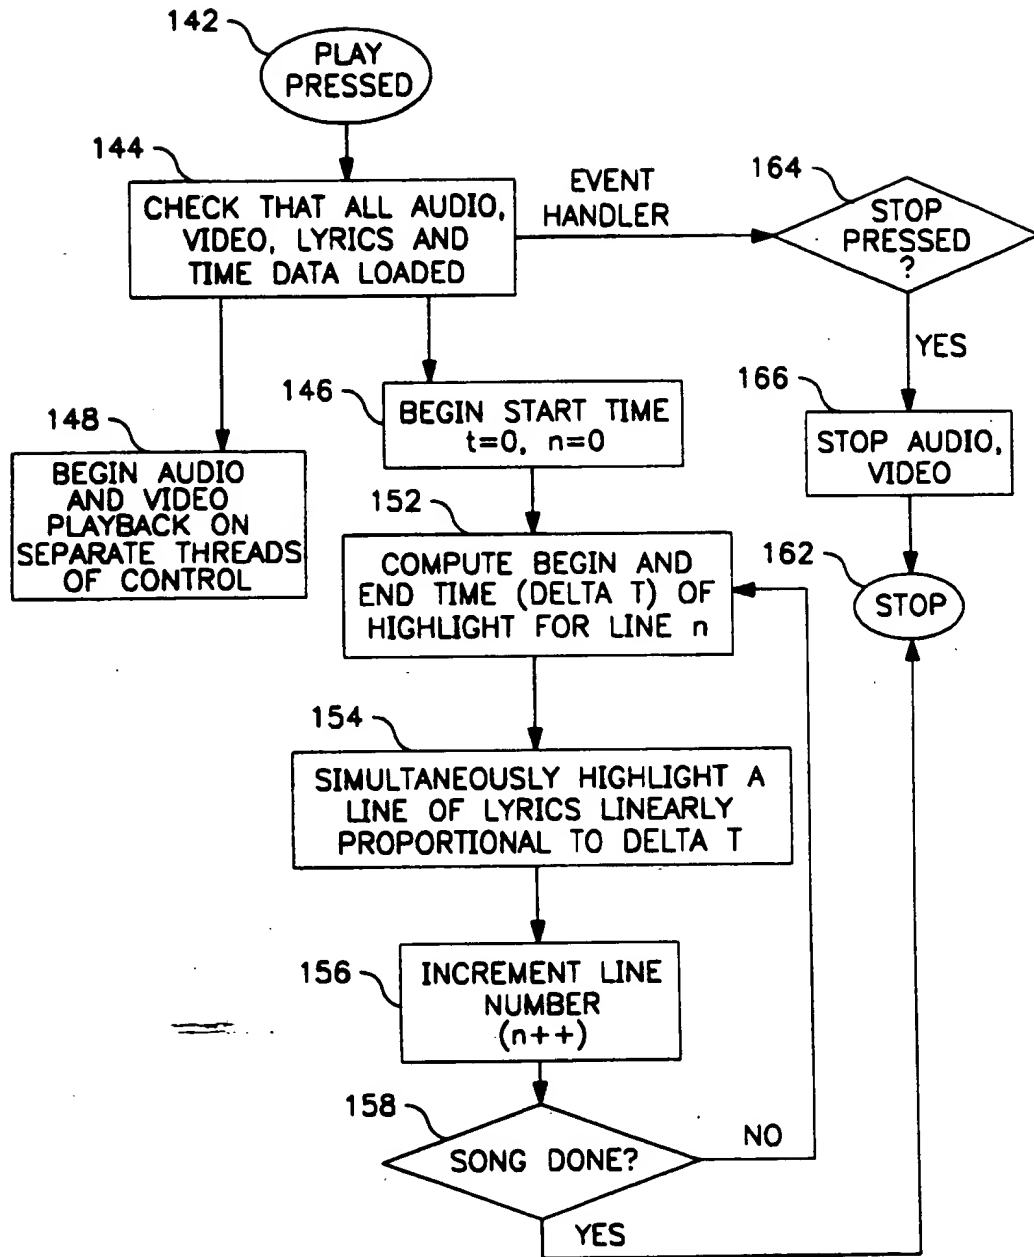 142
PLAY
PRESSED
144
CHECK THAT ALL AUDIO,
VIDEO, LYRICS AND
TIME DATA LOADED
EVENT
HANDLER
164
STOP
PRESSED
?
YES
166
STOP AUDIO,
VIDEO
162
STOP
146
BEGIN START TIME
t=0, n=0
148
BEGIN AUDIO
AND VIDEO
PLAYBACK ON
SEPARATE THREADS
OF CONTROL
152
COMPUTE BEGIN AND
END TIME (DELTA T) OF
HIGHLIGHT FOR LINE n
154
SIMULTANEOUSLY HIGHLIGHT A
LINE OF LYRICS LINEARLY
PROPORTIONAL TO DELTA T
156
INCREMENT LINE
NUMBER
(n++)
158
SONG DONE?
NO
YES